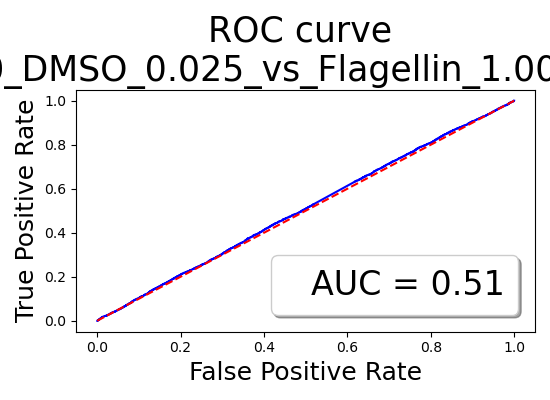 ROC curve
0_DMSO_0.025_vs_Flagellin_1.00
True Positive Rate
1.0
0.8
0.6
0.4
0.2
0.0
AUC = 0.51
0.0 0.2 0.4 0.6 0.8 1.0
False Positive Rate